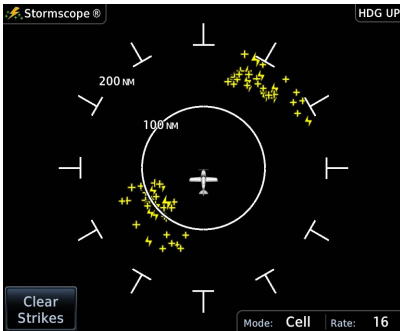 Stormscope ®
HDG UP
200 NM
100 NM
Clear
Strikes
Mode: Cell Rate: 16